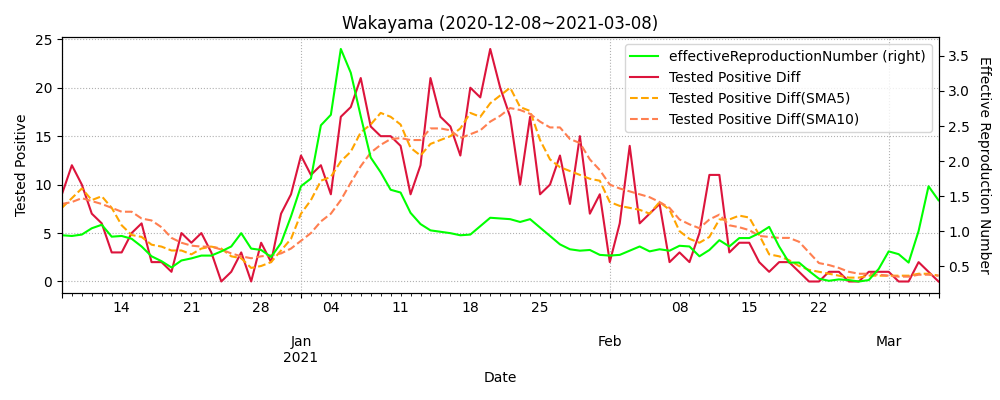 Wakayama (2020-12-08~2021-03-08)
effectiveReproductionNumber (right)
Tested Positive Diff
Tested Positive Diff(SMA5)
Tested Positive Diff(SMA10)
Tested Positive
25
20
15
10
5
0
3.5
3.0
2.5
2.0
1.5
1.0
0.5
Effective Reproduction Number
14 21 28 04 11 18 25 08 15 22
Jan Feb Mar
2021
Date